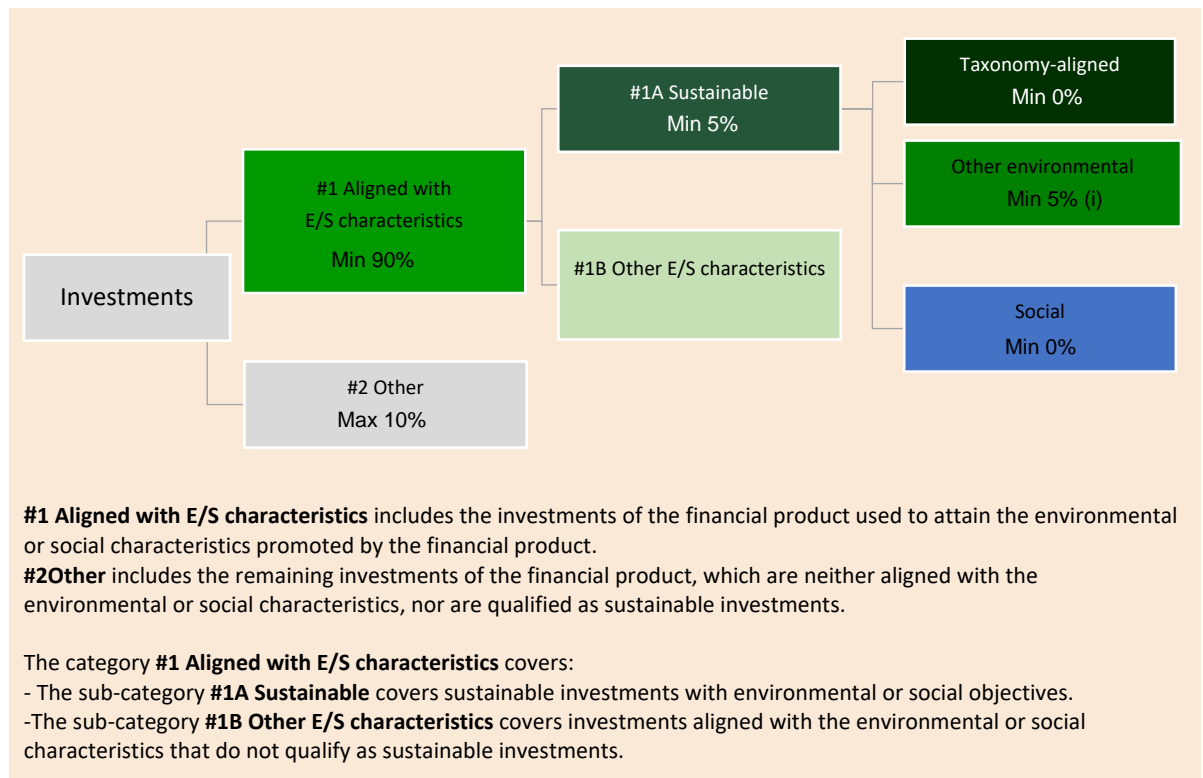 Investments
#1 Aligned with
E/S characteristics
Min 90%
#2 Other
Max 10%
#1A Sustainable
Min 5%
#1B Other E/S characteristics
Taxonomy-aligned
Min 0%
Other environmental
Min 5% (i)
Social
Min 0%
#1 Aligned with E/S characteristics includes the investments of the financial product used to attain the environmental
or social characteristics promoted by the financial product.
#2Other includes the remaining investments of the financial product, which are neither aligned with the
environmental or social characteristics, nor are qualified as sustainable investments.
The category #1 Aligned with E/S characteristics covers:
- The sub-category #1A Sustainable covers sustainable investments with environmental or social objectives.
-The sub-category #1B Other E/S characteristics covers investments aligned with the environmental or social
characteristics that do not qualify as sustainable investments.